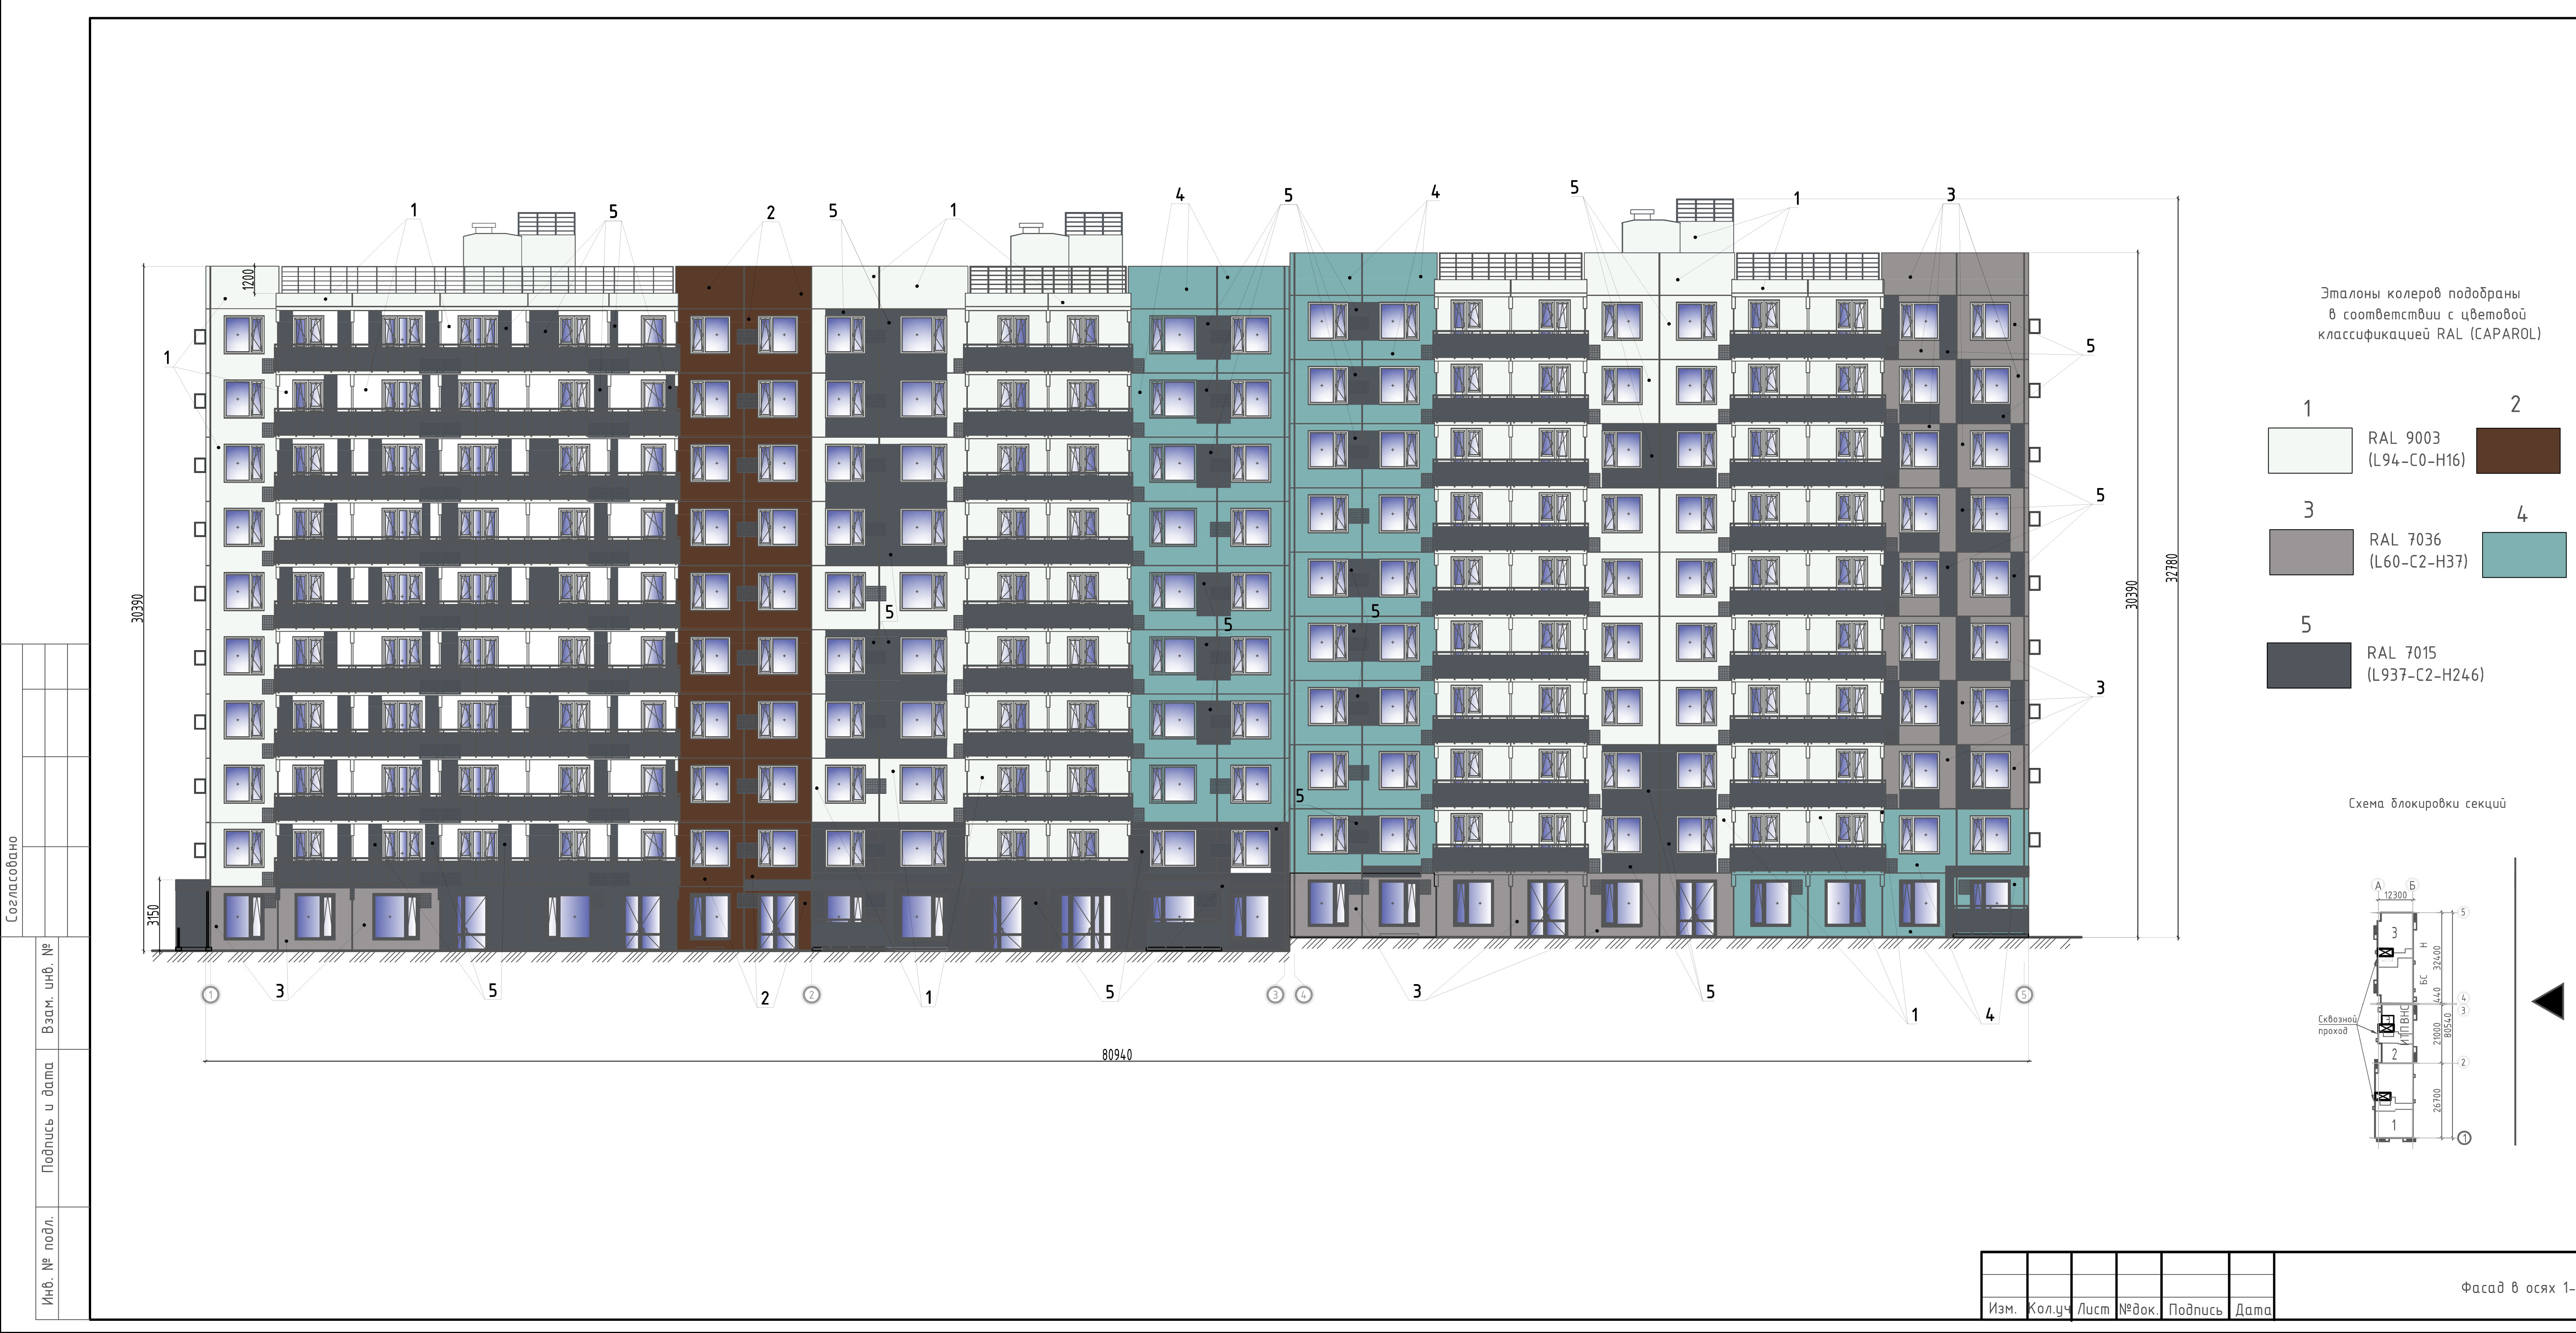 4
5
4
5
1
3
1
5
2
5
1
1200
Эталоны колеров подобраны
в соответствии с цветовой
классификацией RAL (CAPAROL)
1
5
1
2
RAL 9003
(L94-C0-H16)
5
3
4
RAL 7036
(L60-C2-H37)
30390
30390
32780
5
5
5
5
RAL 7015
(L937-C2-H246)
3
5
Схема блокировки секций
3150
А
Б
12300
5
3
Н
32400
БС
440
4
3
Сквозной
проход
ИТП
ВНС
21000
80540
2
2
26700
1
1
3
5
2
1
5
3
5
1
4
1
2
3
4
5
80940
Согласовано
Взам. инв. №
Подпись и дата
Инв. № подл.
Изм.
Кол.уч
Лист
№док.
Подпись
Дата
Фасад в осях 1-